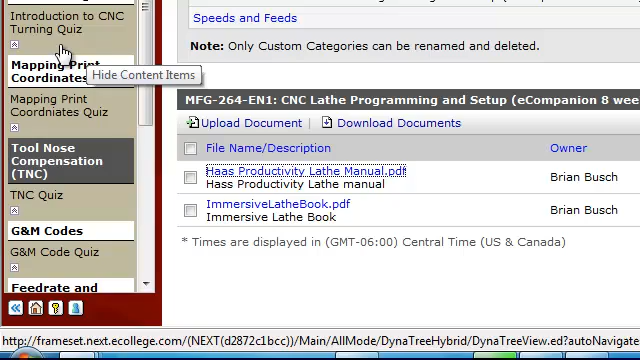 Introduction to CNC
Turning Quiz
Mapping Print
Coordinates
Hide Content Items
Mapping Print
Coordniates Quiz
Tool Nose
Compensation
(TNC)
TNC Quiz
G&M Codes
G&M Code Quiz
Feedrate and
Speeds and Feeds
Note: Only Custom Categories can be renamed and deleted.
MFG-264-EN1: CNC Lathe Programming and Setup (eCompanion 8 wee
Upload Document
Download Documents
File Name/Description
Owner
Haas Productivity Lathe Manual.pdf
Hass Productivity Lathe manual
Brian Busch
ImmersiveLatheBook.pdf
Immersive Lathe Book
Brian Busch
* Times are displayed in (GMT-06:00) Central Time (US & Canada)
http://frameset.next.ecollege.com/(NEXT(d2872c1bcc))/Main/AllMode/DynaTreeHybrid/DynaTreeView.ed?autoNavigate